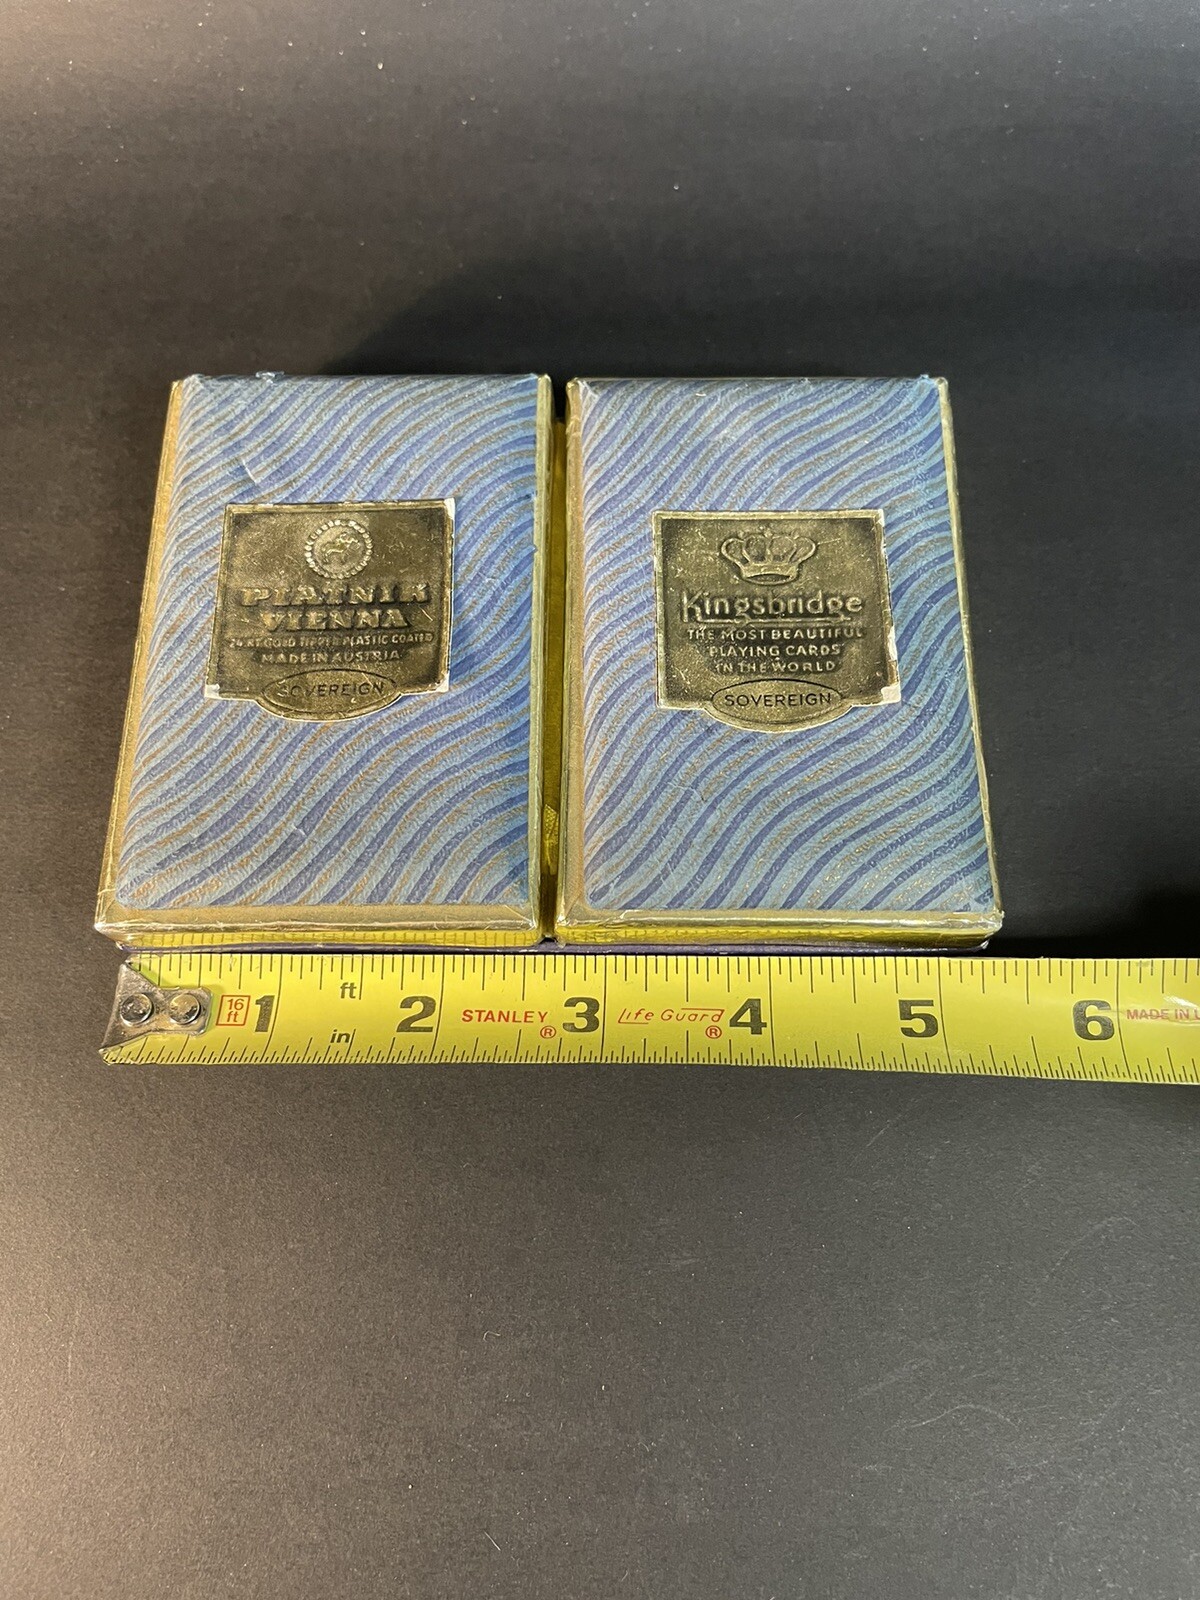 PIATNIK
VIENNA
24 KT GOLD TIPPED PLASTIC COATED
MADE IN AUSTRIA
SOVEREIGN
Kingsbridge
THE MOST BEAUTIFUL
PLAYING CARDS
IN THE WORLD
SOVEREIGN
16 ft
1 ft in 2 STANLEY ® 3 Life Guard ® 4 5 6 MADE IN